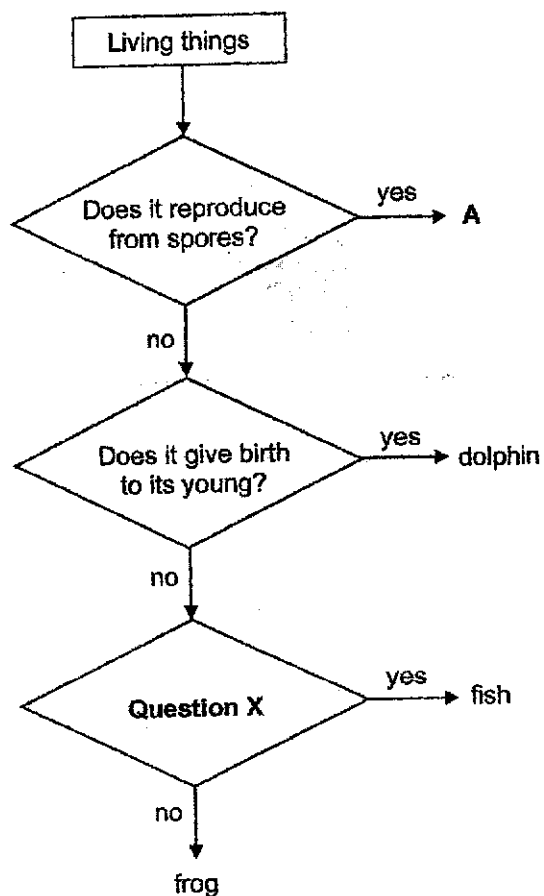 Living things
Does it reproduce
from spores?
yes
A
no
Does it give birth
to its young?
yes
dolphin
no
Question X
yes
fish
no
frog